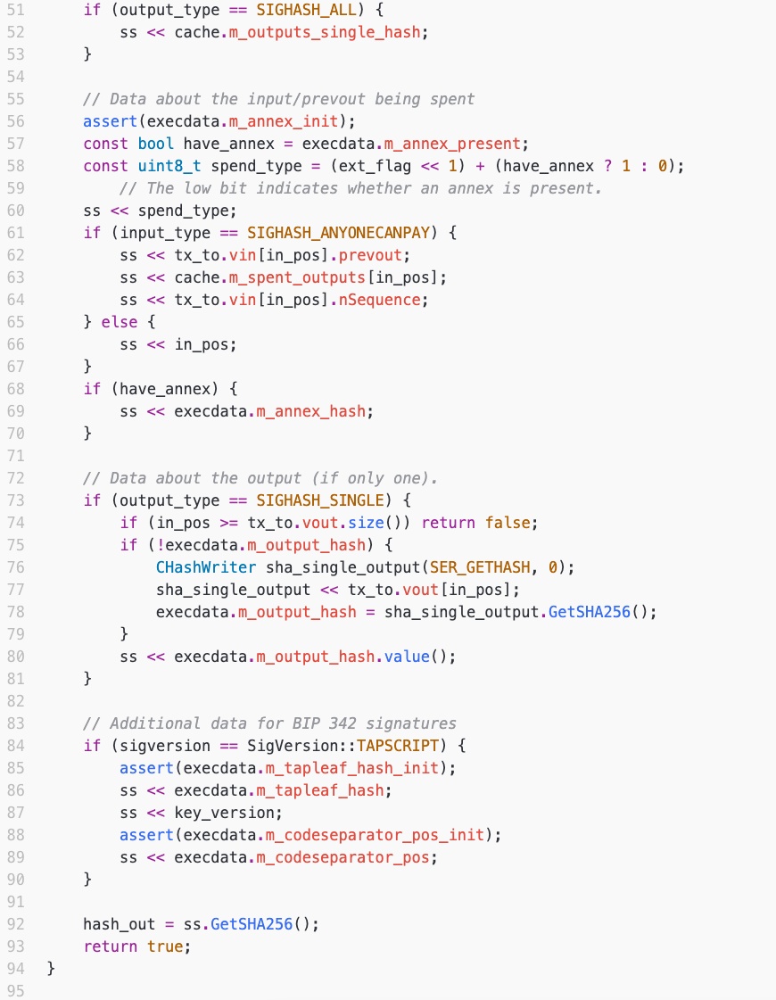 51 if (output_type == SIGHASH_ALL) {
52 ss << cache.m_outputs_single_hash;
53 }
54
55 // Data about the input/prevout being spent
56 assert(execdata.m_annex_init);
57 const bool have_annex = execdata.m_annex_present;
58 const uint8_t spend_type = (ext_flag << 1) + (have_annex ? 1 : 0);
59 // The low bit indicates whether an annex is present.
60 ss << spend_type;
61 if (input_type == SIGHASH_ANYONECANPAY) {
62 ss << tx_to.vin[in_pos].prevout;
63 ss << cache.m_spent_outputs[in_pos];
64 ss << tx_to.vin[in_pos].nSequence;
65 } else {
66 ss << in_pos;
67 }
68 if (have_annex) {
69 ss << execdata.m_annex_hash;
70 }
71
72 // Data about the output (if only one).
73 if (output_type == SIGHASH_SINGLE) {
74 if (in_pos >= tx_to.vout.size()) return false;
75 if (!execdata.m_output_hash) {
76 CHashWriter sha_single_output(SER_GETHASH, 0);
77 sha_single_output << tx_to.vout[in_pos];
78 execdata.m_output_hash = sha_single_output.GetSHA256();
79 }
80 ss << execdata.m_output_hash.value();
81 }
82
83 // Additional data for BIP 342 signatures
84 if (sigversion == SigVersion::TAPSCRIPT) {
85 assert(execdata.m_tapleaf_hash_init);
86 ss << execdata.m_tapleaf_hash;
87 ss << key_version;
88 assert(execdata.m_codeseparator_pos_init);
89 ss << execdata.m_codeseparator_pos;
90 }
91
92 hash_out = ss.GetSHA256();
93 return true;
94 }
95